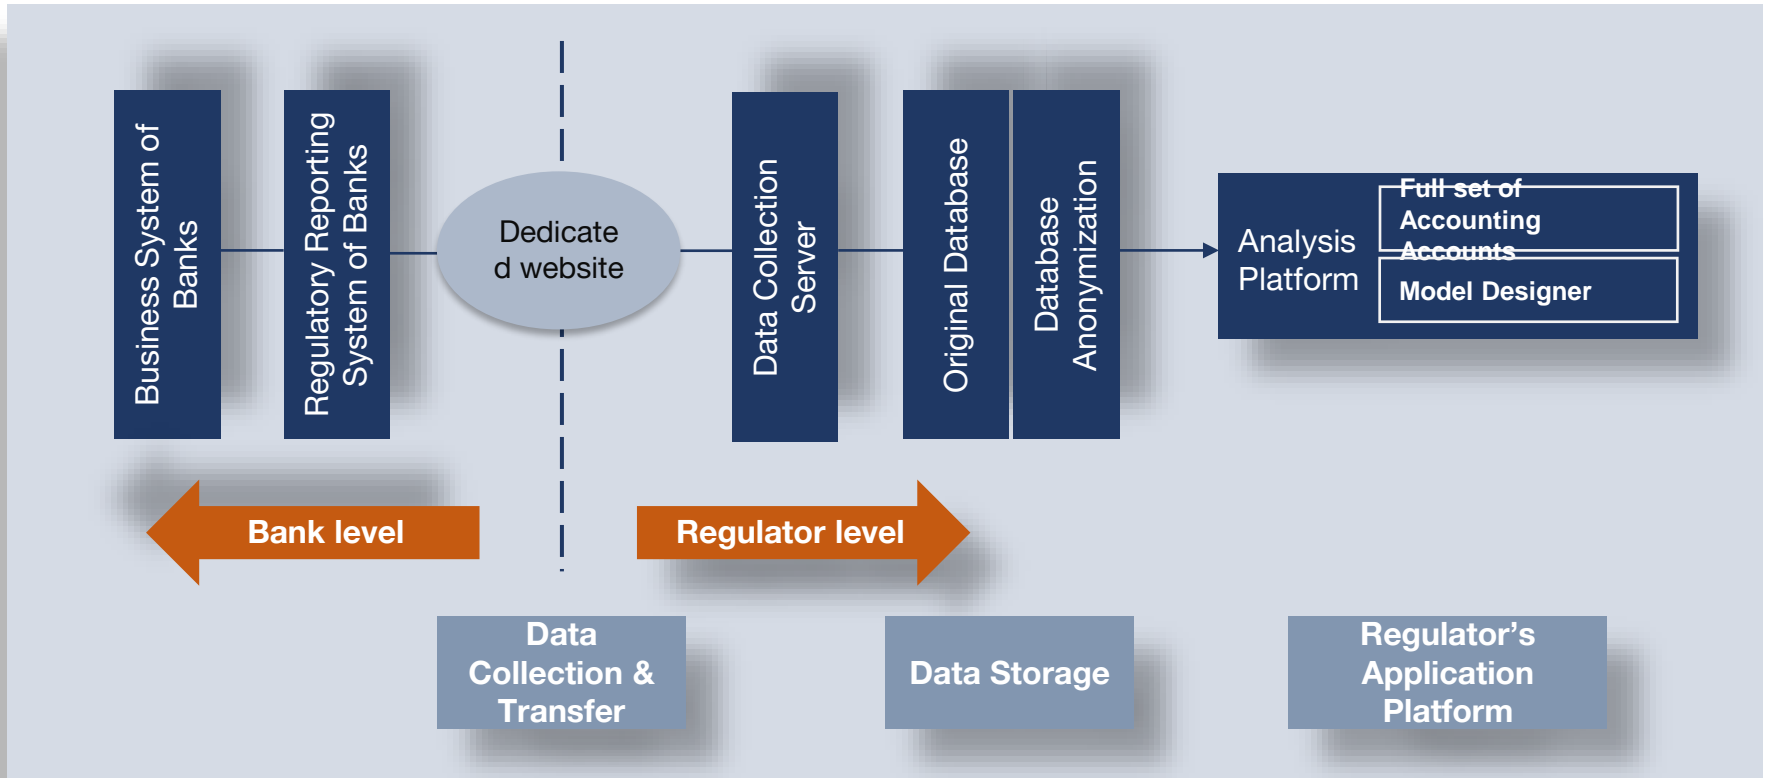 Business System of
Banks
Regulatory Reporting
System of Banks
Dedicate
d website
Data Collection
Server
Original Database
Database
Anonymization
Analysis
Platform
Full set of
Accounting
Accounts
Model Designer
Bank level
Regulator level
Data
Collection &
Transfer
Data Storage
Regulator’s
Application
Platform